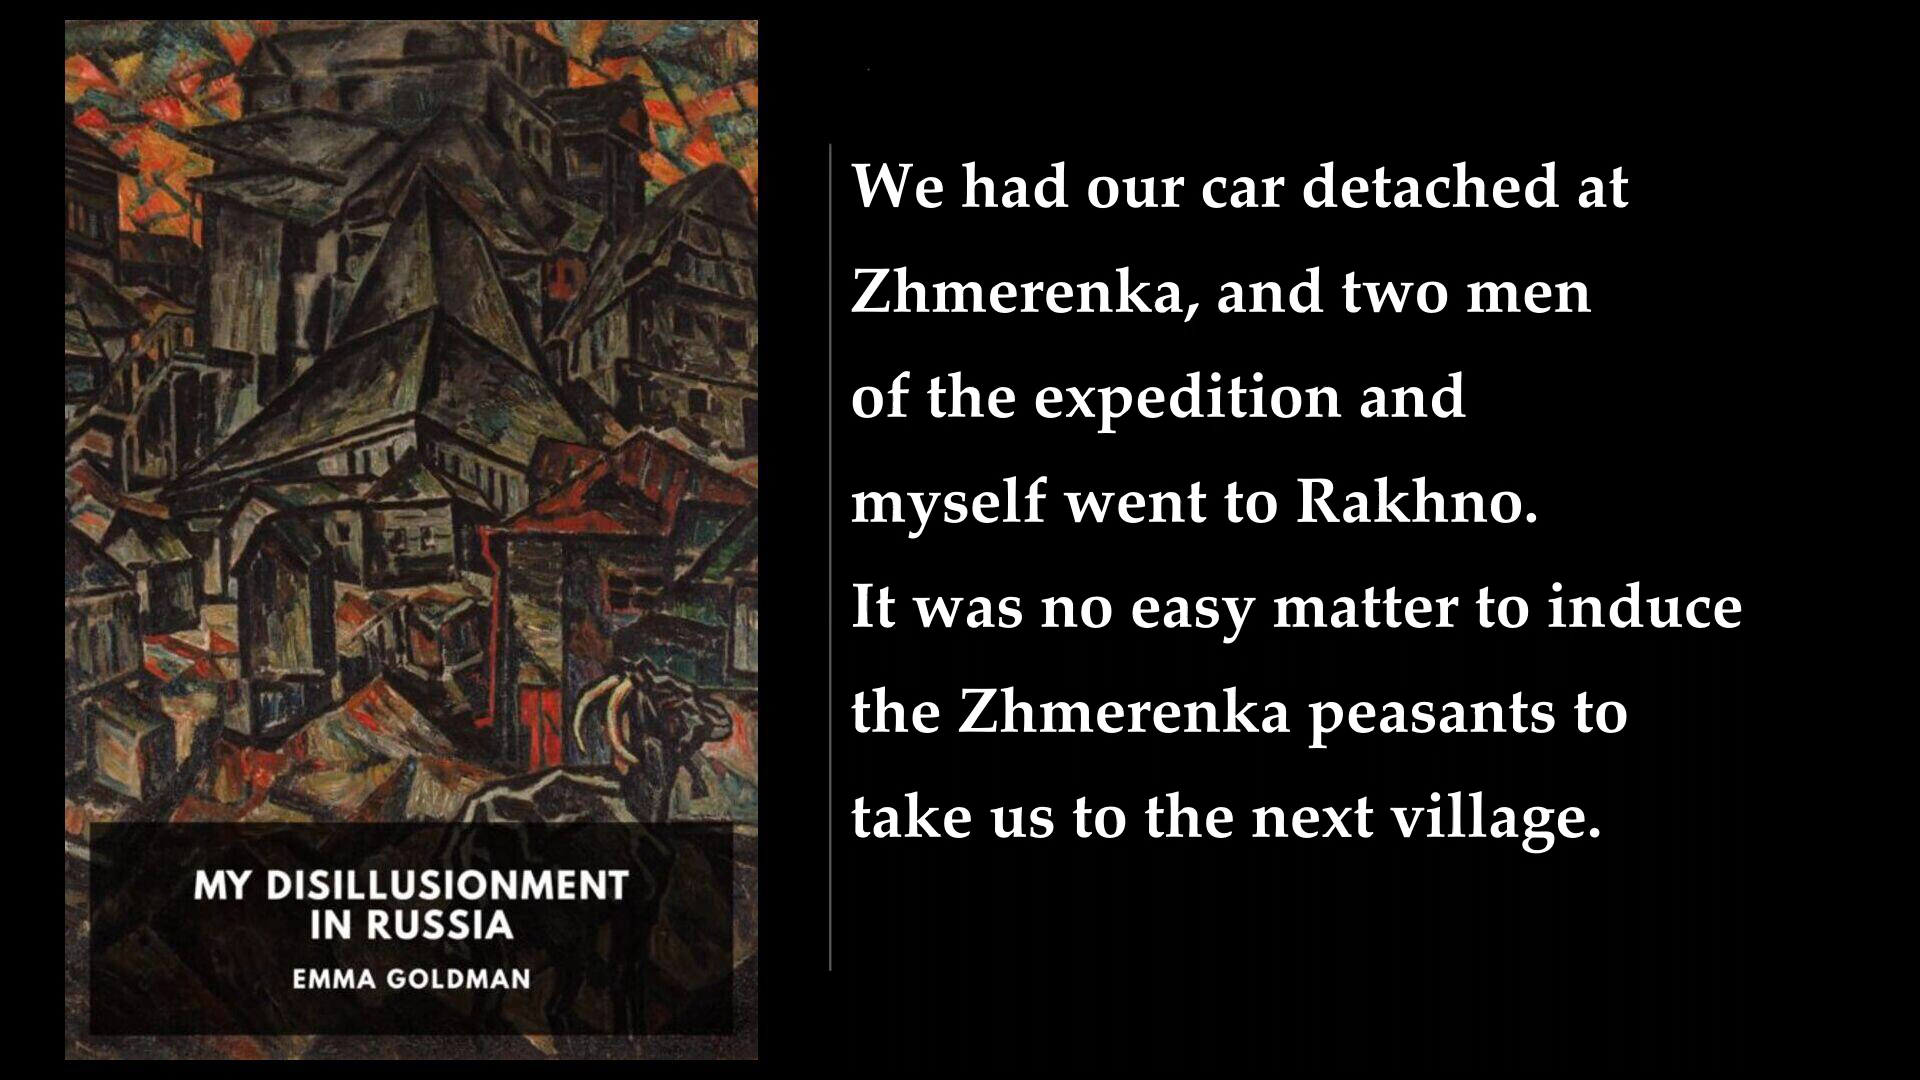 MY DISILLUSIONMENT
IN RUSSIA
EMMA GOLDMAN
We had our car detached at
Zhmerenka, and two men
of the expedition and
myself went to Rakhno.
It was no easy matter to induce
the Zhmerenka peasants to
take us to the next village.